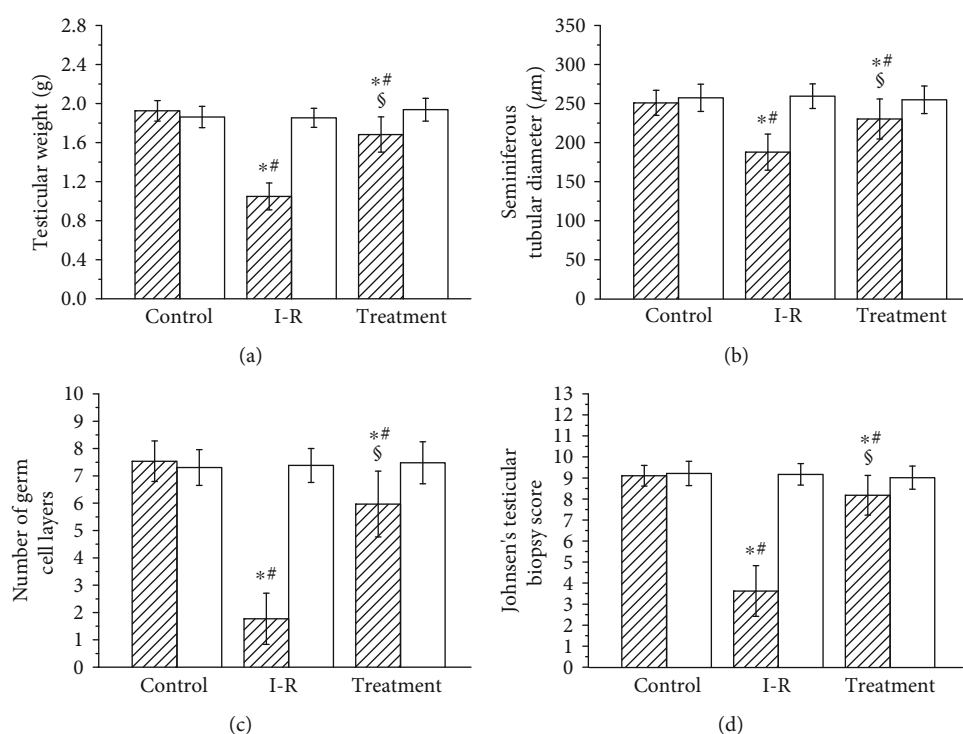 2.8
2.4
2.0
1.6
1.2
0.8
0.4
0.0
Testicular weight (g)
*#
*#
§
Control
I-R
Treatment
(a)
350
300
250
200
150
100
50
0
Seminiferous
tubular diameter (μm)
*#
*#
§
Control
I-R
Treatment
(b)
10
9
8
7
6
5
4
3
2
1
0
Number of germ
cell layers
*#
*#
§
Control
I-R
Treatment
(c)
13
12
11
10
9
8
7
6
5
4
3
2
1
0
Johnsen's testicular
biopsy score
*#
*#
§
Control
I-R
Treatment
(d)